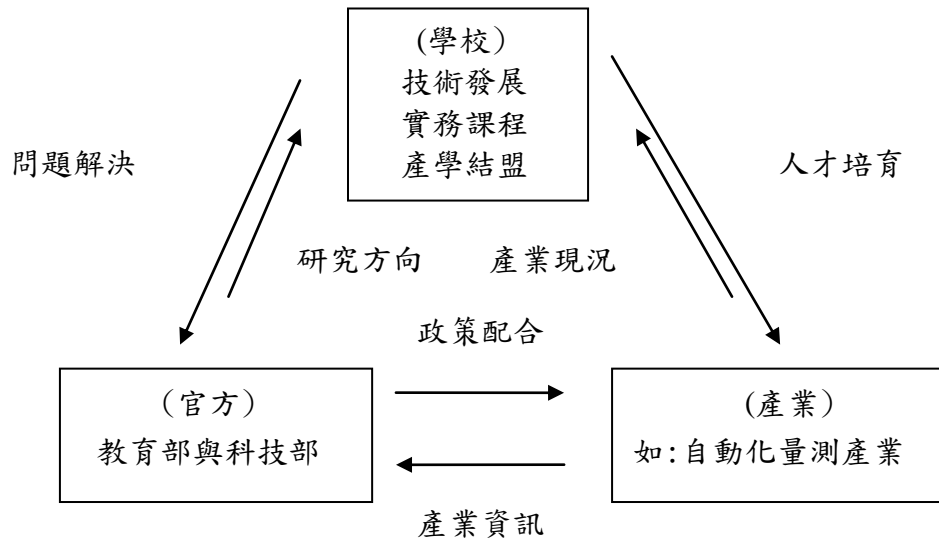 (學校)
技術發展
實務課程
產學結盟
問題解決
人才培育
研究方向
產業現況
政策配合
(官方)
教育部與科技部
(產業)
如:自動化量測產業
產業資訊